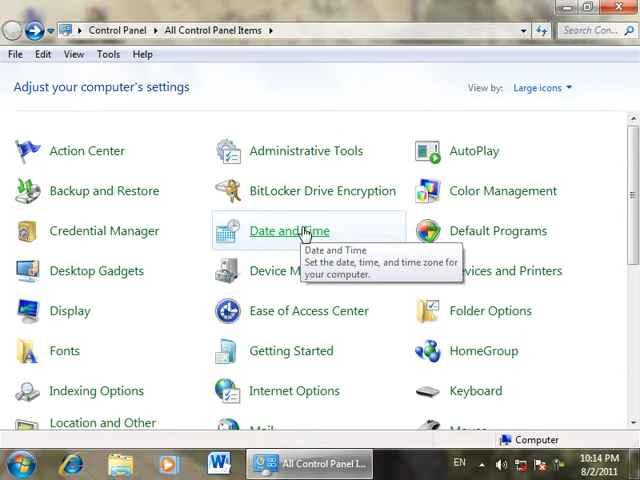 Control Panel
All Control Panel Items
Search Con...
File
Edit
View
Tools
Help
Adjust your computer's settings
View by:
Large icons
Action Center
Administrative Tools
AutoPlay
Backup and Restore
BitLocker Drive Encryption
Color Management
Credential Manager
Date and Time
Default Programs
Date and Time
Set the date, time, and time zone for
your computer.
Desktop Gadgets
Device M
evices and Printers
Display
Ease of Access Center
Folder Options
Fonts
Getting Started
HomeGroup
Indexing Options
Internet Options
Keyboard
Location and Other
Mail
Mouse
Computer
All Control Panel I...
EN
10:14 PM
8/2/2011